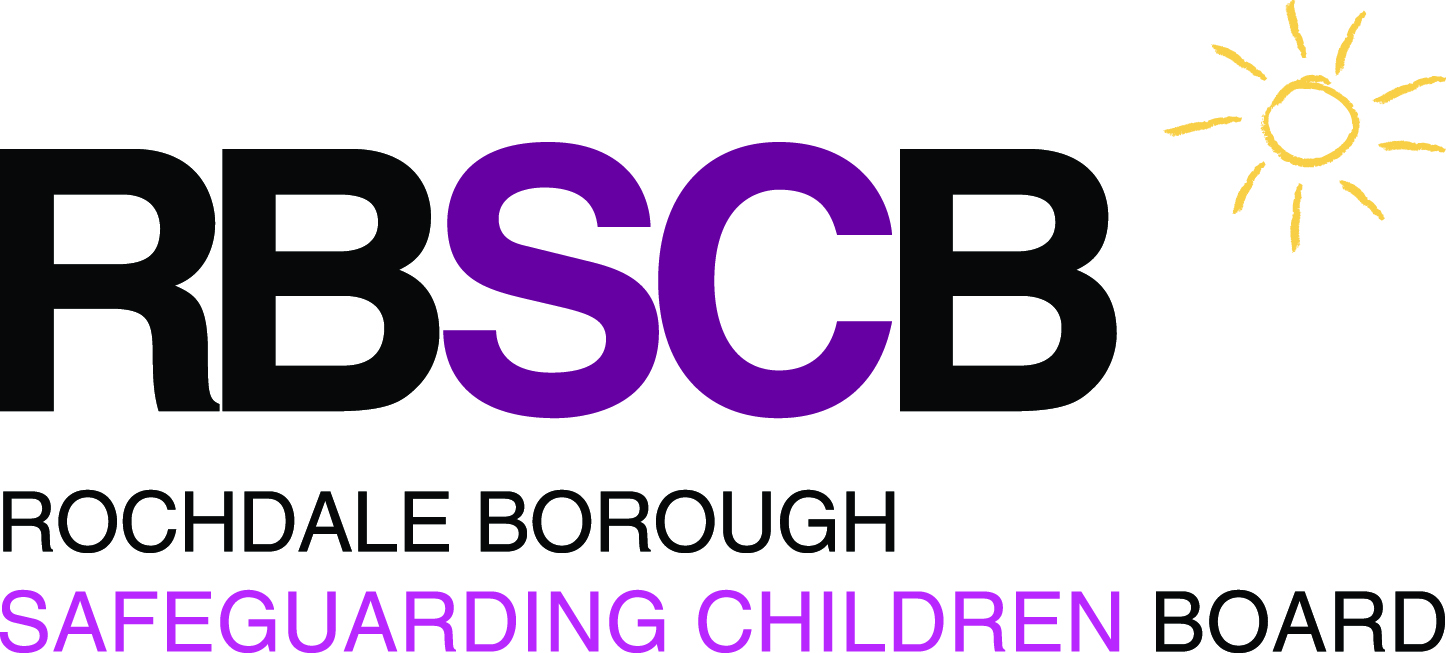 RBSCB
ROCHDALE BOROUGH
SAFEGUARDING CHILDREN BOARD